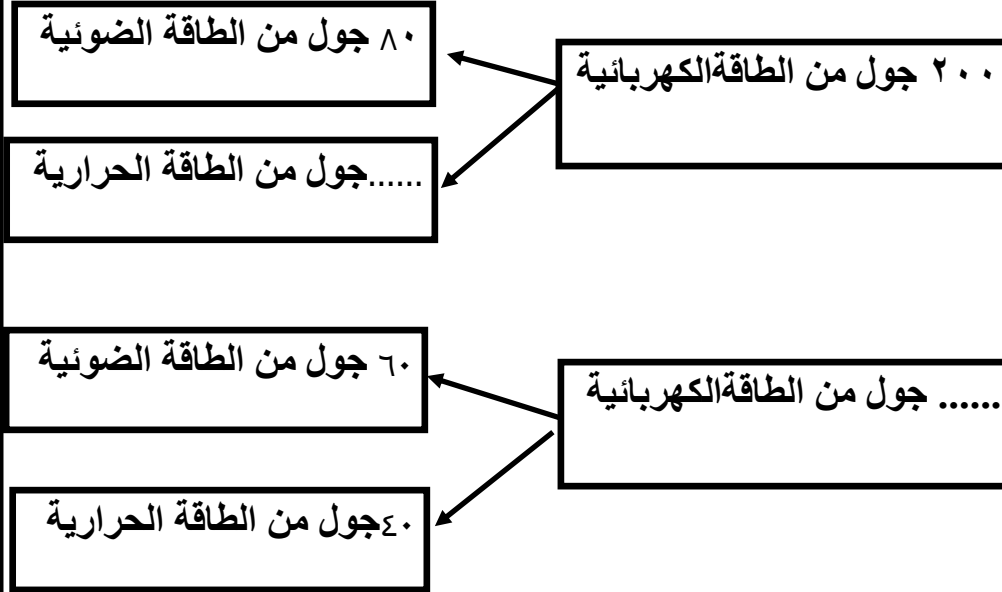 ٨٠ جول من الطاقة الضوئية
٢٠٠ جول من الطاقةالكهربائية
......جول من الطاقة الحرارية
٦٠ جول من الطاقة الضوئية
...... جول من الطاقةالكهربائية
٤٠جول من الطاقة الحرارية